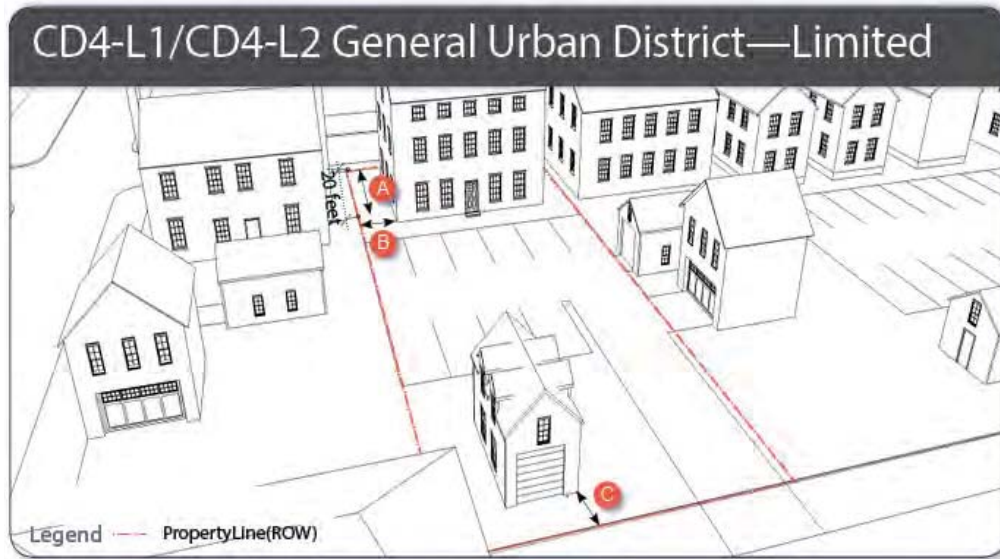 CD4-L1/CD4-L2 General Urban District—Limited
20 feet
A
B
C
Legend PropertyLine(ROW)